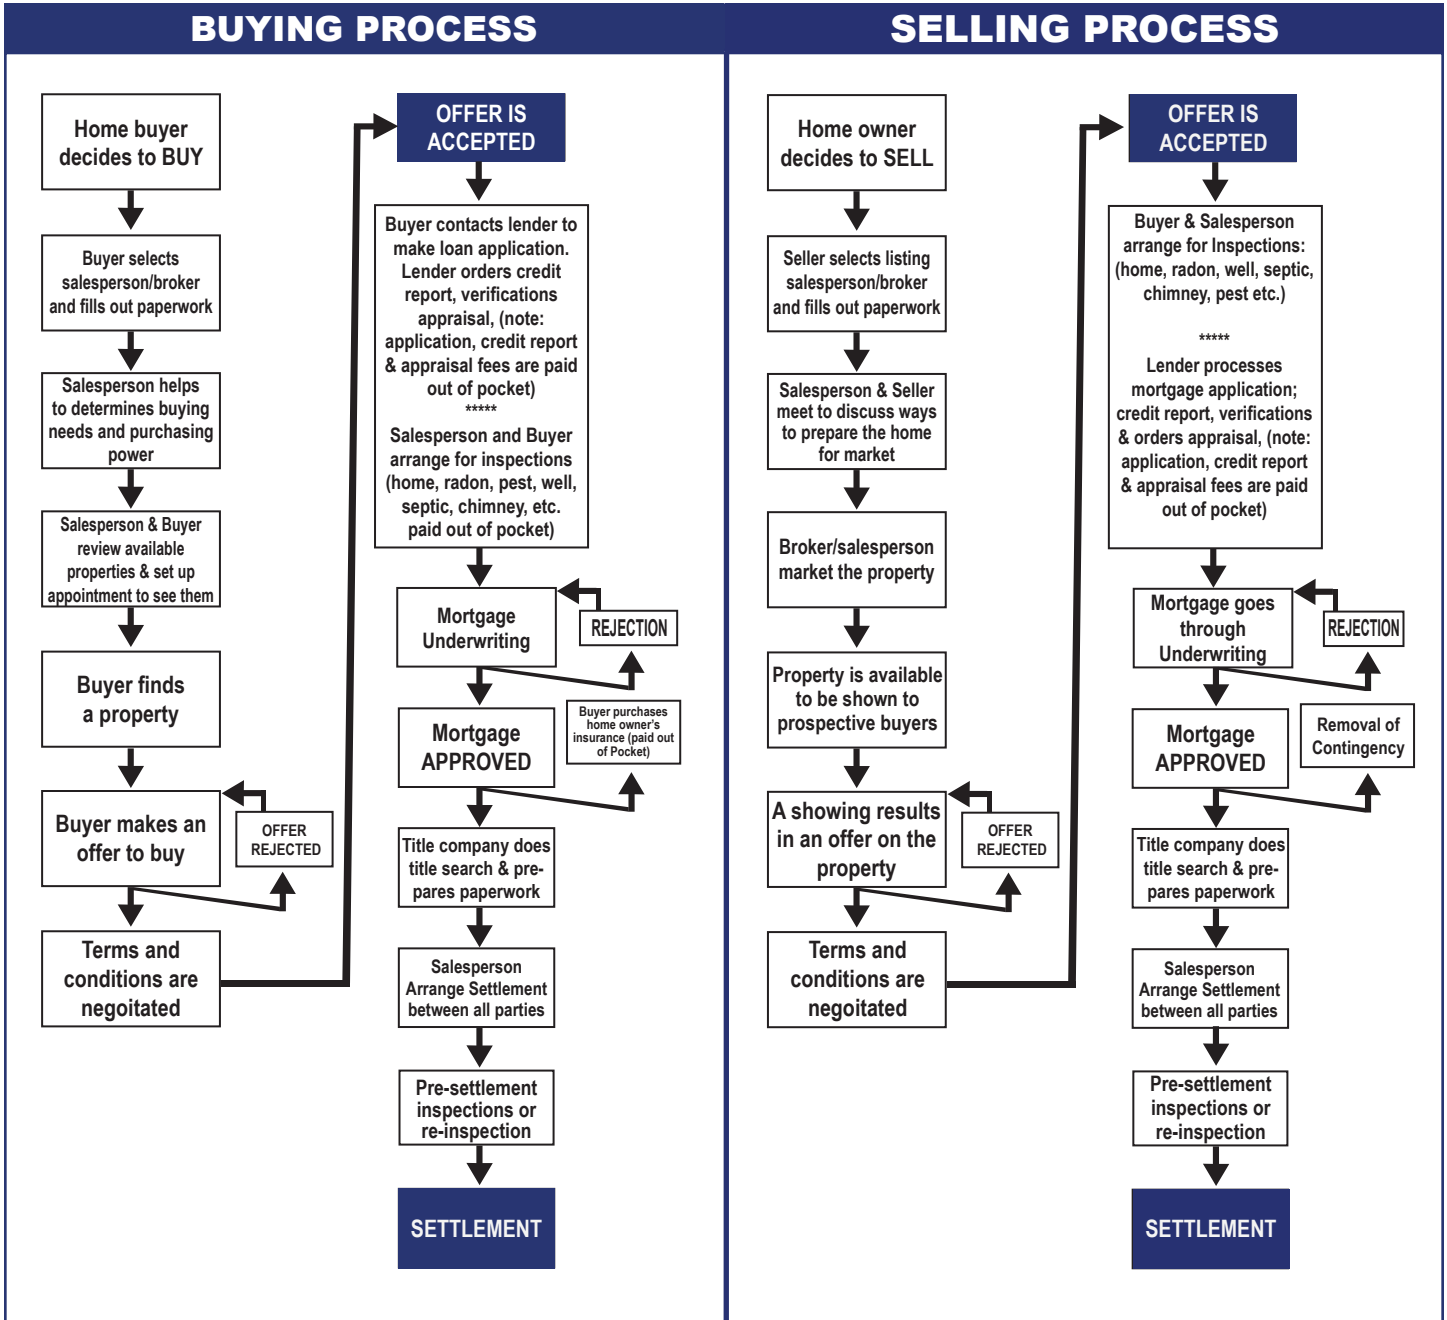 BUYING PROCESS
Home buyer
decides to BUY
Buyer selects
salesperson/broker
and fills out paperwork
Salesperson helps
to determines buying
needs and purchasing
power
Salesperson & Buyer
review available
properties & set up
appointment to see them
Buyer finds
a property
Buyer makes an
offer to buy
OFFER
REJECTED
Terms and
conditions are
negoitated
OFFER IS
ACCEPTED
Buyer contacts lender to
make loan application.
Lender orders credit
report, verifications
appraisal, (note:
application, credit report
& appraisal fees are paid
out of pocket)
*****
Salesperson and Buyer
arrange for inspections
(home, radon, pest, well,
septic, chimney, etc.
paid out of pocket)
Mortgage
Underwriting
REJECTION
Mortgage
APPROVED
Buyer purchases
home owner's
insurance (paid out
of Pocket)
Title company does
title search & pre-
pares paperwork
Salesperson
Arrange Settlement
between all parties
Pre-settlement
inspections or
re-inspection
SETTLEMENT
SELLING PROCESS
Home owner
decides to SELL
Seller selects listing
salesperson/broker
and fills out paperwork
Salesperson & Seller
meet to discuss ways
to prepare the home
for market
Broker/salesperson
market the property
Property is available
to be shown to
prospective buyers
A showing results
in an offer on the
property
OFFER
REJECTED
Terms and
conditions are
negoitated
OFFER IS
ACCEPTED
Buyer & Salesperson
arrange for Inspections:
(home, radon, well, septic,
chimney, pest etc.)
*****
Lender processes
mortgage application;
credit report, verifications
& orders appraisal, (note:
application, credit report
& appraisal fees are paid
out of pocket)
Mortgage goes
through
Underwriting
REJECTION
Mortgage
APPROVED
Removal of
Contingency
Title company does
title search & pre-
pares paperwork
Salesperson
Arrange Settlement
between all parties
Pre-settlement
inspections or
re-inspection
SETTLEMENT